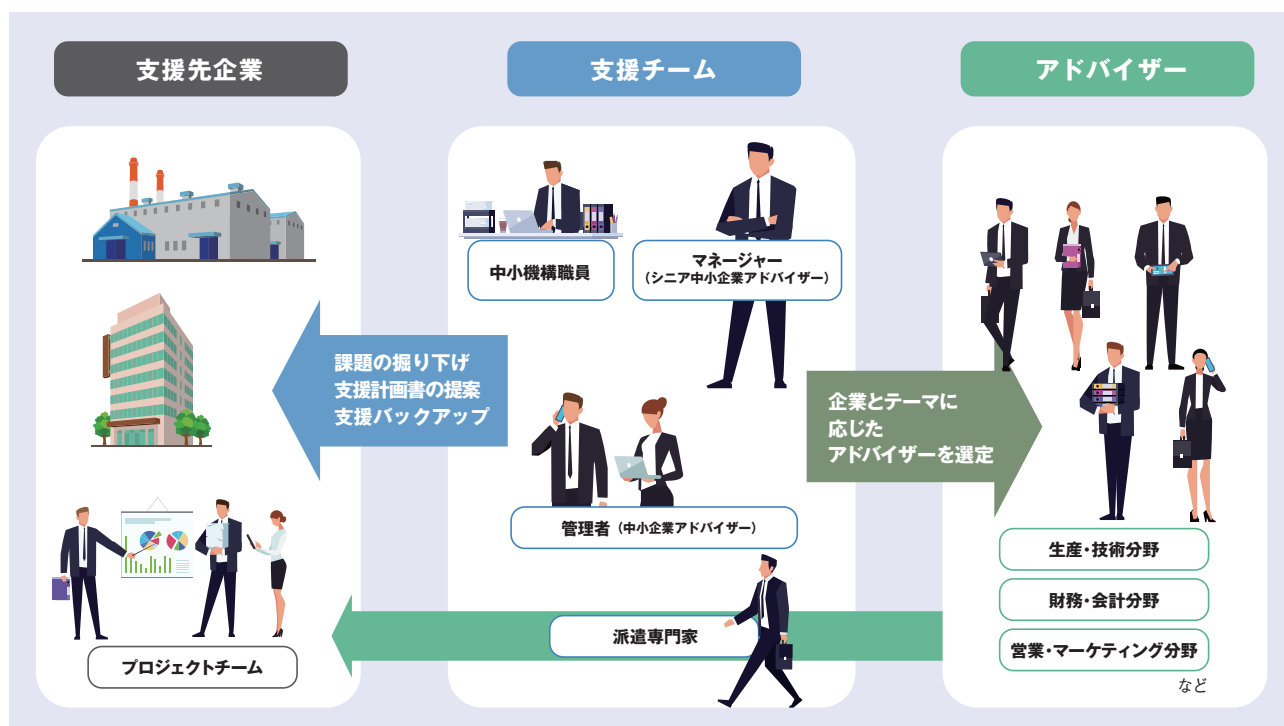 支援先企業
支援チーム
アドバイザー
中小機構職員
マネージャー
（シニア中小企業アドバイザー）
課題の掘り下げ
支援計画書の提案
支援バックアップ
企業とテーマに
応じた
アドバイザーを選定
管理者（中小企業アドバイザー）
生産・技術分野
財務・会計分野
営業・マーケティング分野
など
派遣専門家
プロジェクトチーム